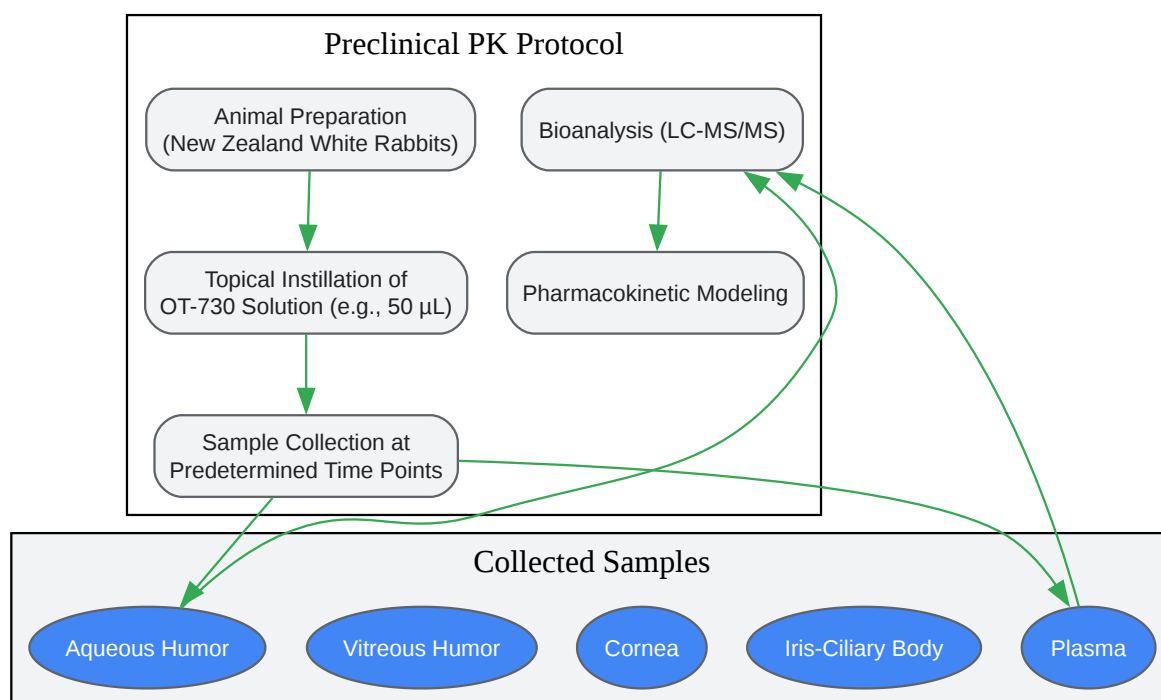 Preclinical PK Protocol
Animal Preparation
(New Zealand White Rabbits)
Bioanalysis (LC-MS/MS)
Topical Instillation of
OT-730 Solution (e.g., 50 µL)
Pharmacokinetic Modeling
Sample Collection at
Predetermined Time Points
Collected Samples
Aqueous Humor
Vitreous Humor
Cornea
Iris-Ciliary Body
Plasma